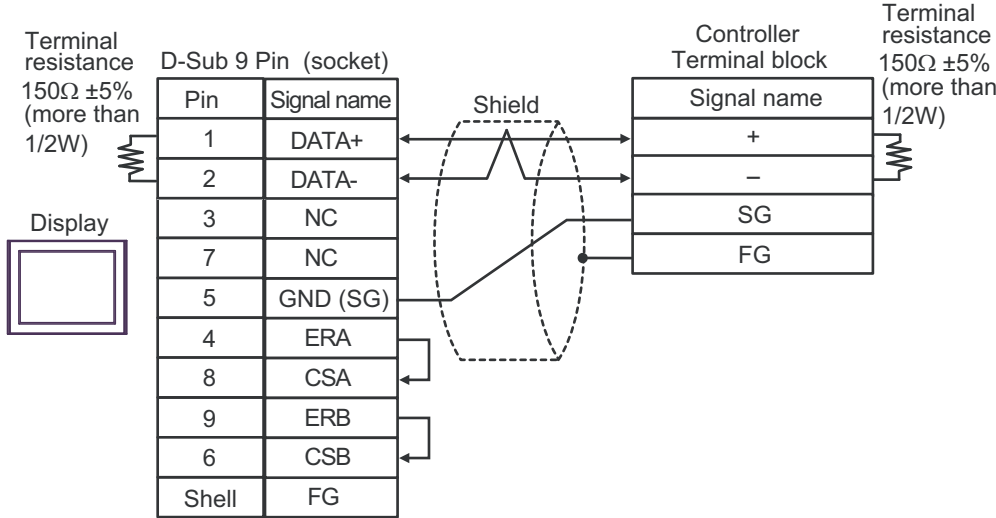 Terminal
resistance
150Ω ±5%
(more than
1/2W)
D-Sub 9 Pin (socket)
Pin Signal name
1 DATA+
2 DATA-
3 NC
7 NC
5 GND (SG)
4 ERA
8 CSA
9 ERB
6 CSB
Shell FG
Display
Shield
Controller
Terminal block
Signal name
+
–
SG
FG
Terminal
resistance
150Ω ±5%
(more than
1/2W)